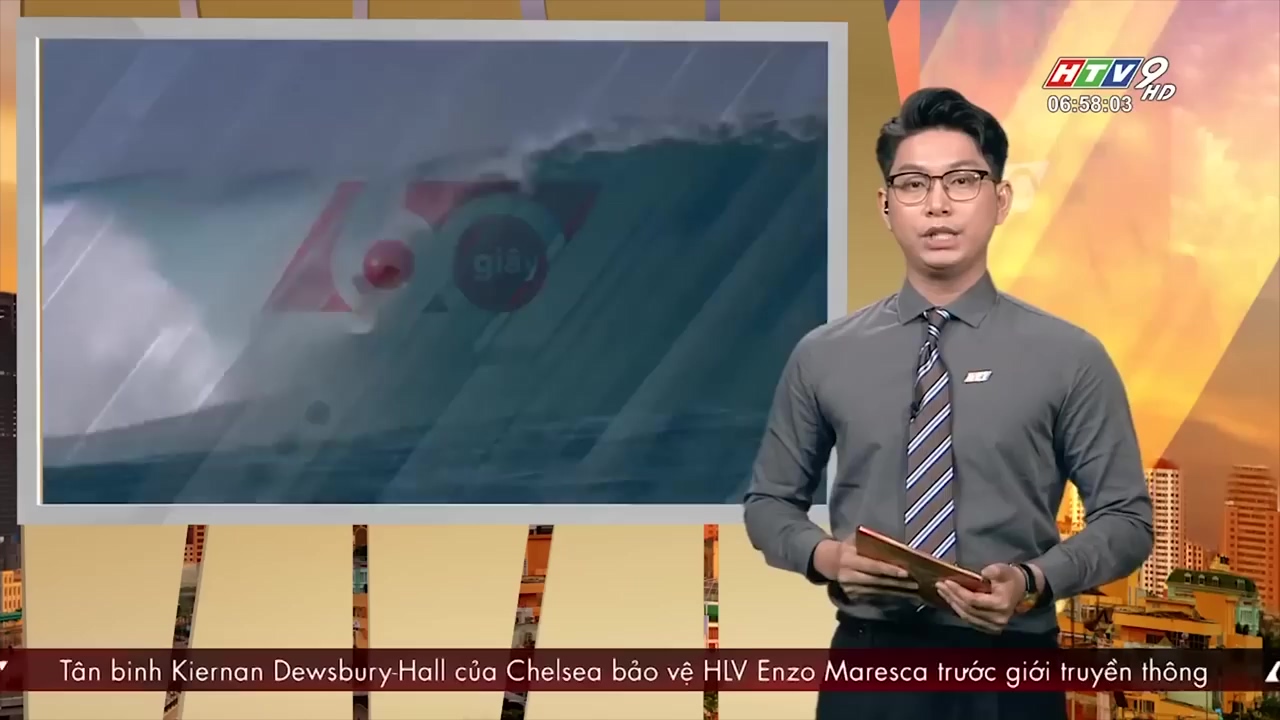 HTV9
HD
06:58:03
60 giây
Tân binh Kiernan Dewsbury-Hall của Chelsea bảo vệ HLV Enzo Maresca trước giới truyền thông